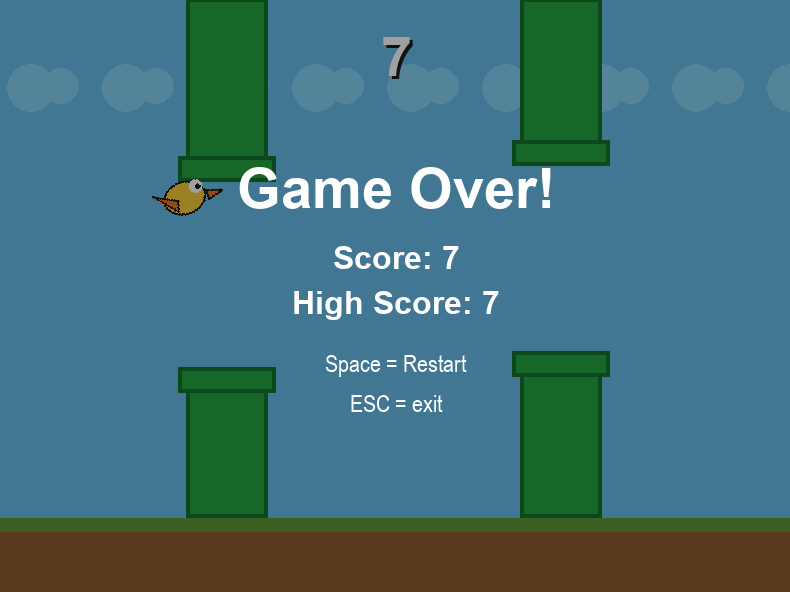 7
Game Over!
Score: 7
High Score: 7
Space = Restart
ESC = exit